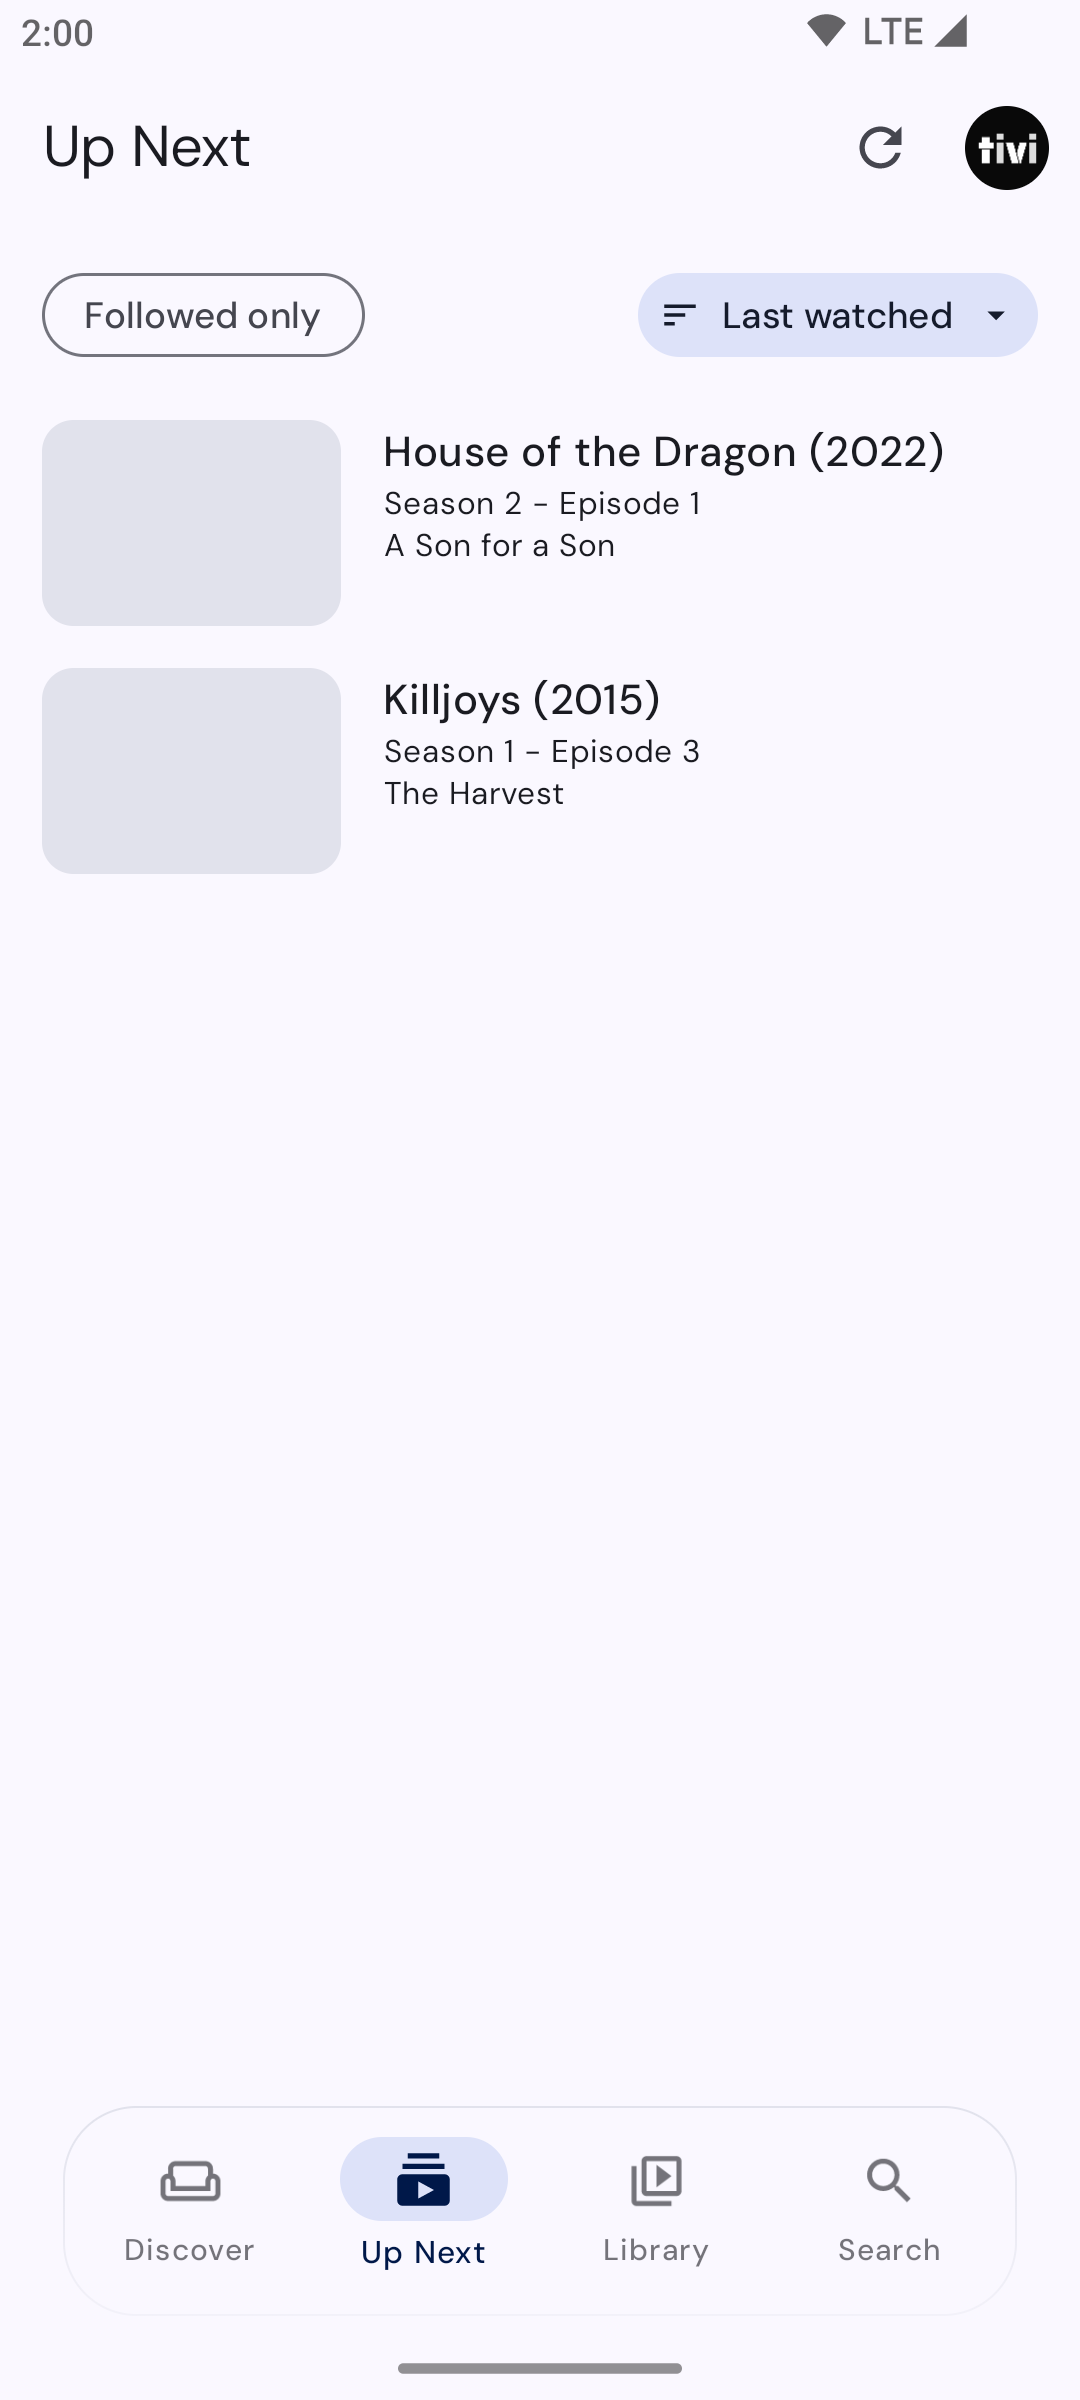 2:00
LTE
Up Next
tivi
Followed only
Last watched
House of the Dragon (2022)
Season 2 - Episode 1
A Son for a Son
Killjoys (2015)
Season 1 - Episode 3
The Harvest
Discover
Up Next
Library
Search